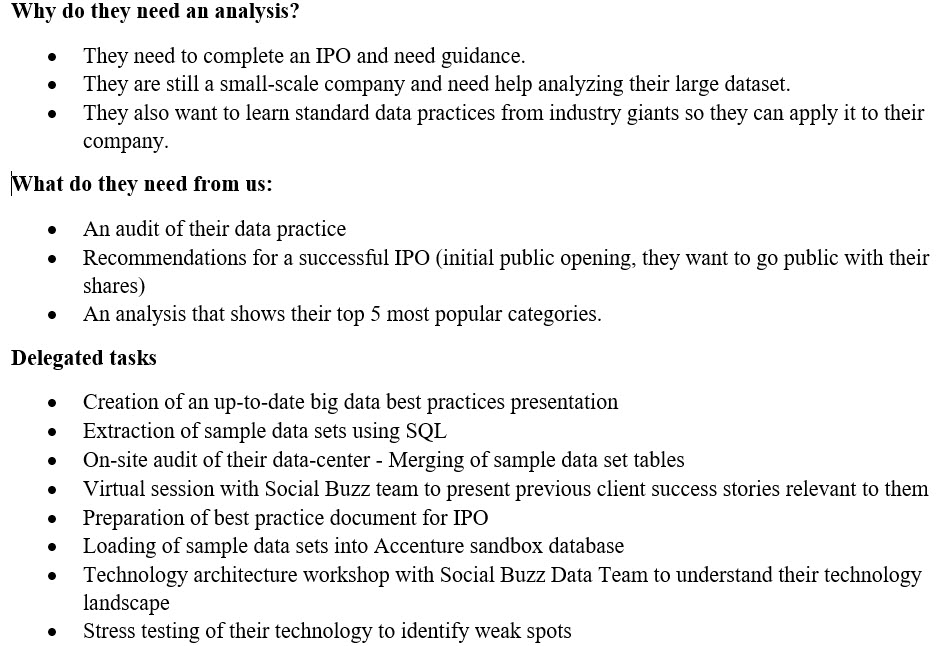 Why do they need an analysis?
• They need to complete an IPO and need guidance.
• They are still a small-scale company and need help analyzing their large dataset.
• They also want to learn standard data practices from industry giants so they can apply it to their
company.
What do they need from us:
• An audit of their data practice
• Recommendations for a successful IPO (initial public opening, they want to go public with their
shares)
• An analysis that shows their top 5 most popular categories.
Delegated tasks
• Creation of an up-to-date big data best practices presentation
• Extraction of sample data sets using SQL
• On-site audit of their data-center - Merging of sample data set tables
• Virtual session with Social Buzz team to present previous client success stories relevant to them
• Preparation of best practice document for IPO
• Loading of sample data sets into Accenture sandbox database
• Technology architecture workshop with Social Buzz Data Team to understand their technology
landscape
• Stress testing of their technology to identify weak spots